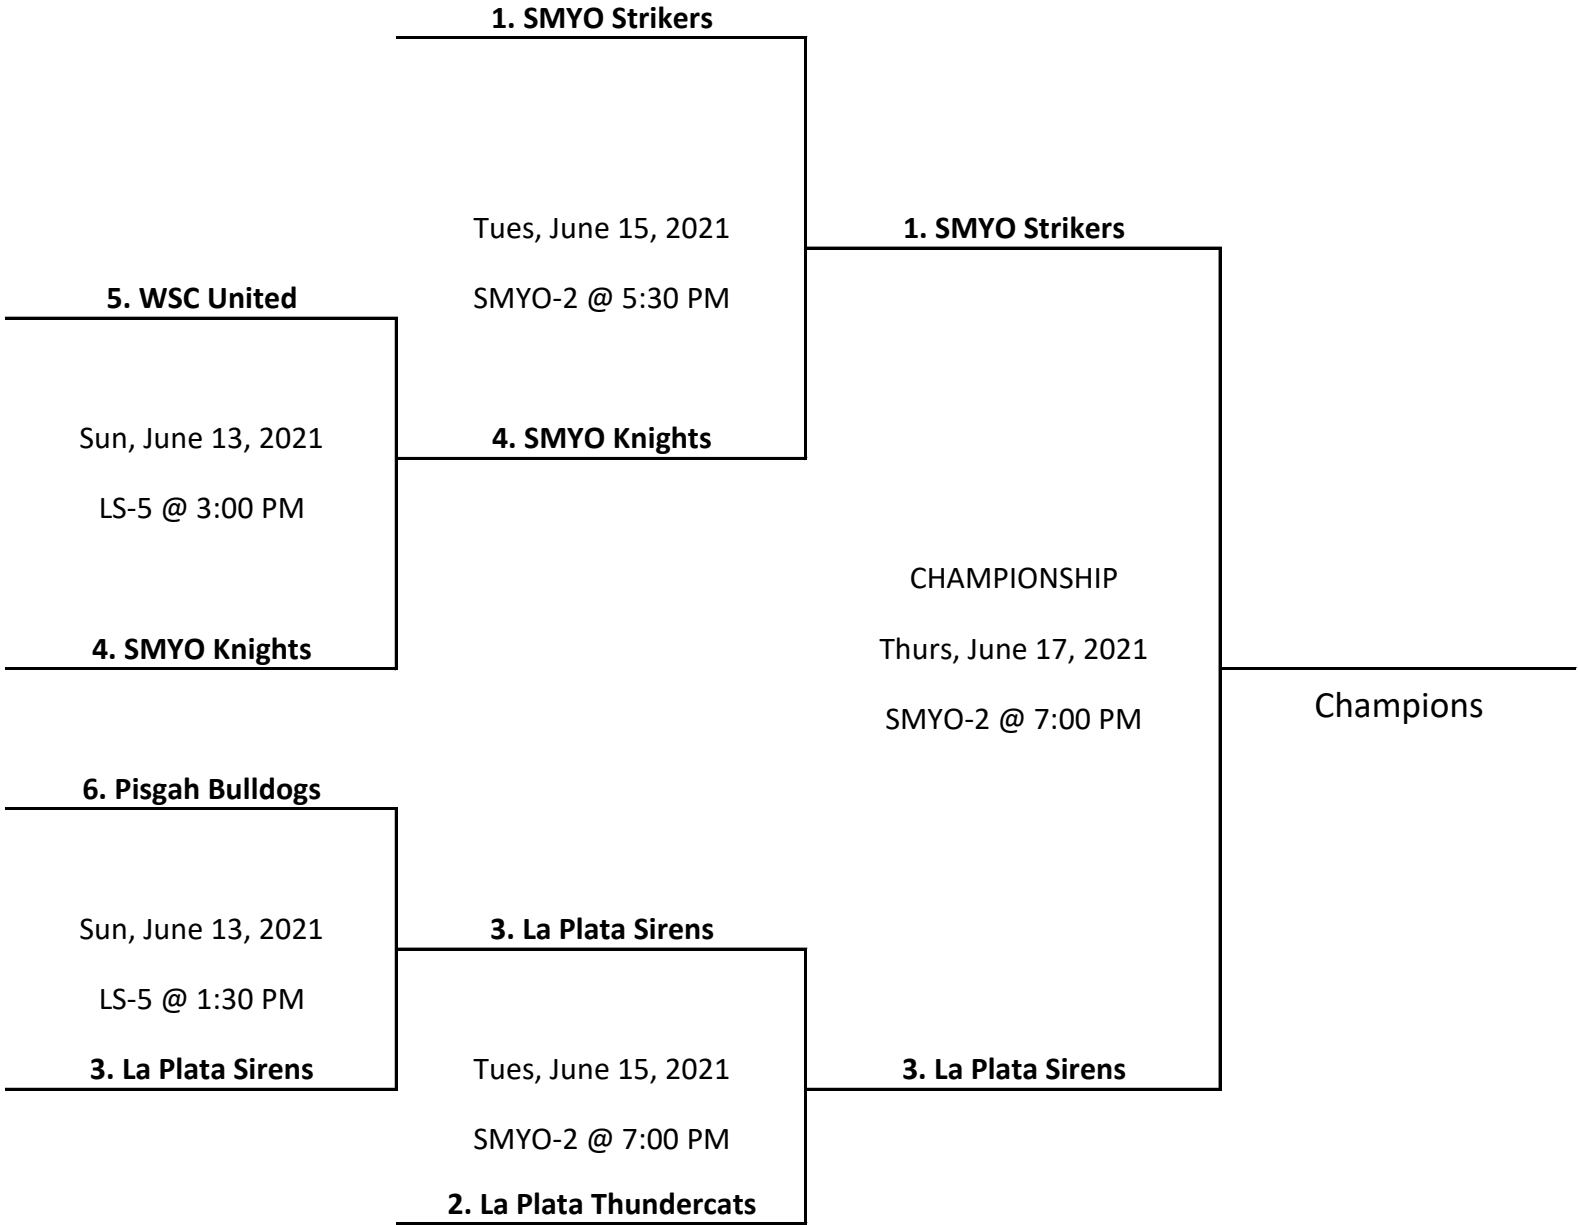 1. SMYO Strikers
Tues, June 15, 2021
1. SMYO Strikers
5. WSC United
SMYO-2 @ 5:30 PM
Sun, June 13, 2021
4. SMYO Knights
LS-5 @ 3:00 PM
CHAMPIONSHIP
4. SMYO Knights
Thurs, June 17, 2021
SMYO-2 @ 7:00 PM
Champions
6. Pisgah Bulldogs
Sun, June 13, 2021
3. La Plata Sirens
LS-5 @ 1:30 PM
3. La Plata Sirens
Tues, June 15, 2021
3. La Plata Sirens
SMYO-2 @ 7:00 PM
2. La Plata Thundercats